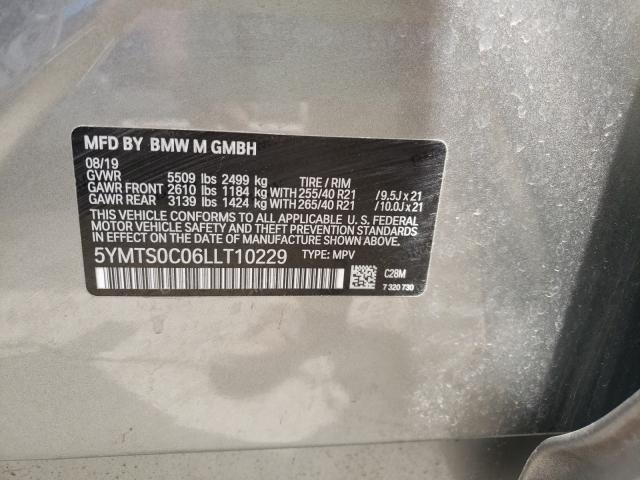 MFD BY BMW M GMBH
08/19
GVWR 5509 lbs 2499 kg TIRE / RIM
GAWR FRONT 2610 lbs 1184 kg WITH 255/40 R21 / 9.5J x 21
GAWR REAR 3139 lbs 1424 kg WITH 265/40 R21 / 10.0J x 21
THIS VEHICLE CONFORMS TO ALL APPLICABLE U. S. FEDERAL
MOTOR VEHICLE SAFETY AND THEFT PREVENTION STANDARDS
IN EFFECT ON THE DATE OF MANUFACTURE SHOWN ABOVE.
5YMTS0C06LLT10229 TYPE: MPV
C28M
7 320 730